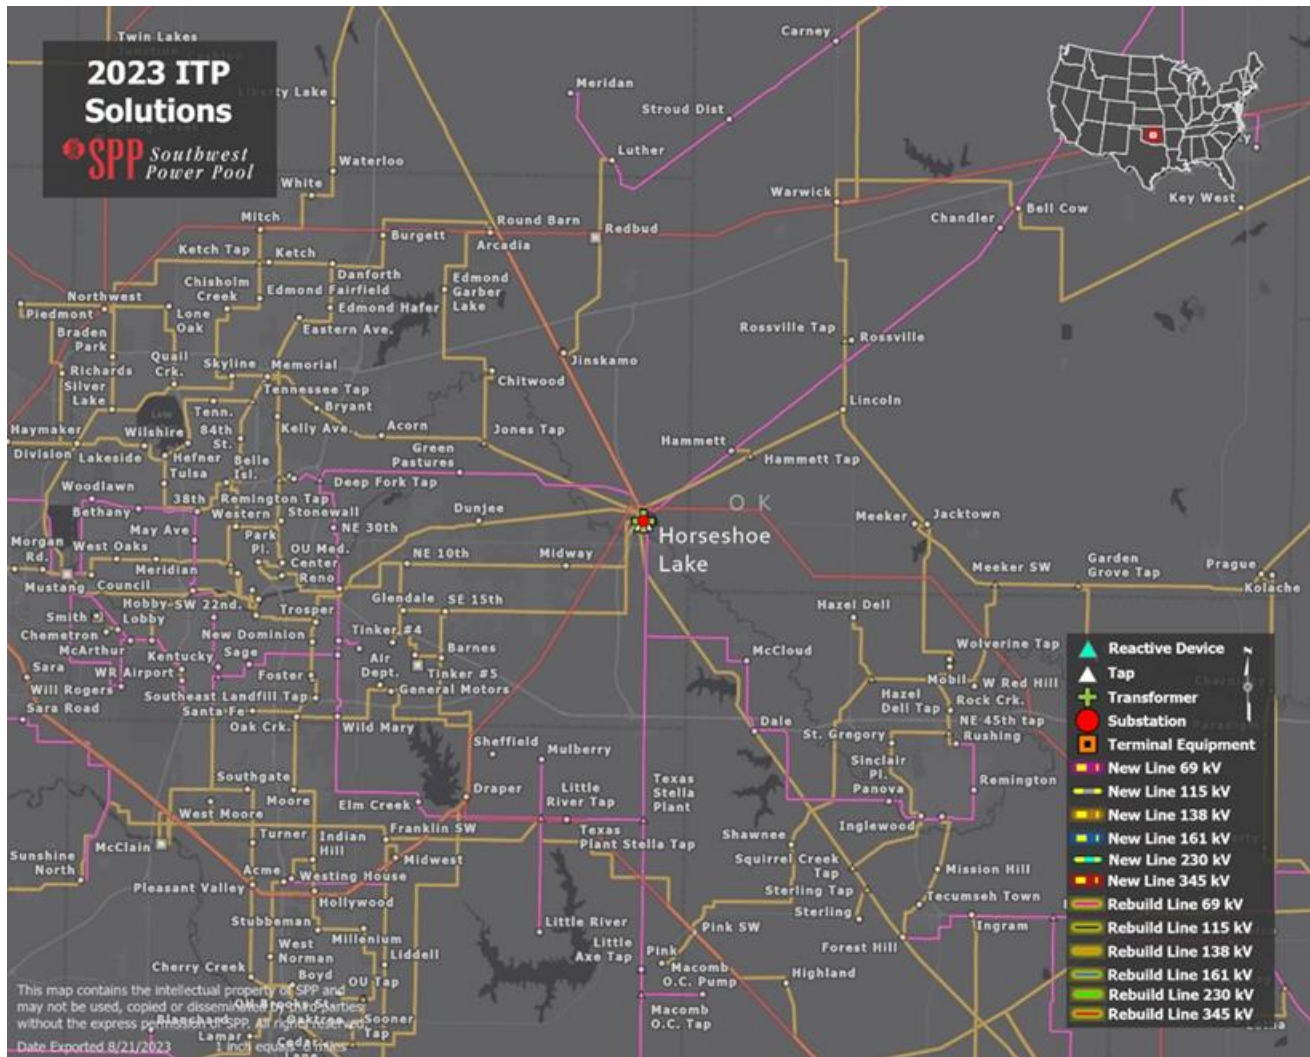 Twin Lakes
2023 ITP
Solutions
SPP Southwest
Power Pool
Liberty Lake
Carney
Meridan
Stroud Dist
Waterloo
Luther
White
Warwick
Key West
Chandler
Bell Cow
Mitch
Round Barn
Redbud
Burgett
Arcadia
Ketch Tap
Ketch
Danforth
Chisholm
Creek
Edmond Fairfield
Edmond
Garber
Lake
Northwest
Piedmont
Lone
Oak
Edmond Hafer
Eastern Ave.
Braden
Park
Rossville Tap
Rossville
Quail
Crk.
Skyline
Memorial
Jinskamo
Richards
Silver
Lake
Tennessee Tap
Chitwood
Tenn.
Bryant
Lincoln
Haymaker
Wilshire
84th
St.
Kelly Ave.
Acorn
Jones Tap
Division
Lakeside
Hefner
Green
Pastures
Hammett
Hammett Tap
Tulsa
Belle
Isl.
Deep Fork Tap
Woodlawn
38th
Remington Tap
Bethany
Western
Stonewall
Dunjee
O K
May Ave
NE 30th
Meeker
Jacktown
Horseshoe
Lake
Morgan
Rd.
West Oaks
Park
Pl.
OU Med.
Center
NE 10th
Midway
Meridian
Reno
Meeker SW
Garden
Grove Tap
Prague
Kolache
Mustang
Council
Hobby
Lobby
SW 22nd.
Trosper
Glendale
SE 15th
Hazel Dell
Smith
Chemetron
New Dominion
Tinker #4
McArthur
Kentucky
Sage
Air
Dept.
Barnes
McCloud
Wolverine Tap
Sara
WR Airport
Foster
Tinker #5
Mobil
W Red Hill
Will Rogers
Southeast Landfill Tap
General Motors
Hazel
Dell Tap
Rock Crk.
Sara Road
Santa Fe
Oak Crk.
Wild Mary
Dale
NE 45th tap
St. Gregory
Rushing
Sheffield
Mulberry
Sinclair
Pl.
Southgate
Draper
Little
River Tap
Texas
Stella
Plant
Panova
Remington
Moore
Elm Creek
West Moore
Turner
Indian
Hill
Franklin SW
Texas
Plant Stella Tap
Shawnee
Inglewood
McClain
Midwest
Squirrel Creek
Tap
Mission Hill
Sunshine
North
Acme
Westing House
Pleasant Valley
Hollywood
Sterling Tap
Tecumseh Town
Stubbeman
Little River
Sterling
Millenium
Pink SW
Forest Hill
Ingram
West
Norman
Liddell
Little
Axe Tap
Pink
Cherry Creek
Boyd
OU Tap
Macomb
O.C. Pump
Highland
OU Brooks St.
Blanchard
Oaktree
Sooner
Tap
Macomb
O.C. Tap
Lamar
Cedar
Lane
This map contains the intellectual property of SPP and
may not be used, copied or disseminated by third parties
without the express permission of SPP. All rights reserved.
Date Exported 8/21/2023
1 inch equals 6 miles
N
Reactive Device
Tap
Transformer
Substation
Terminal Equipment
New Line 69 kV
New Line 115 kV
New Line 138 kV
New Line 161 kV
New Line 230 kV
New Line 345 kV
Rebuild Line 69 kV
Rebuild Line 115 kV
Rebuild Line 138 kV
Rebuild Line 161 kV
Rebuild Line 230 kV
Rebuild Line 345 kV